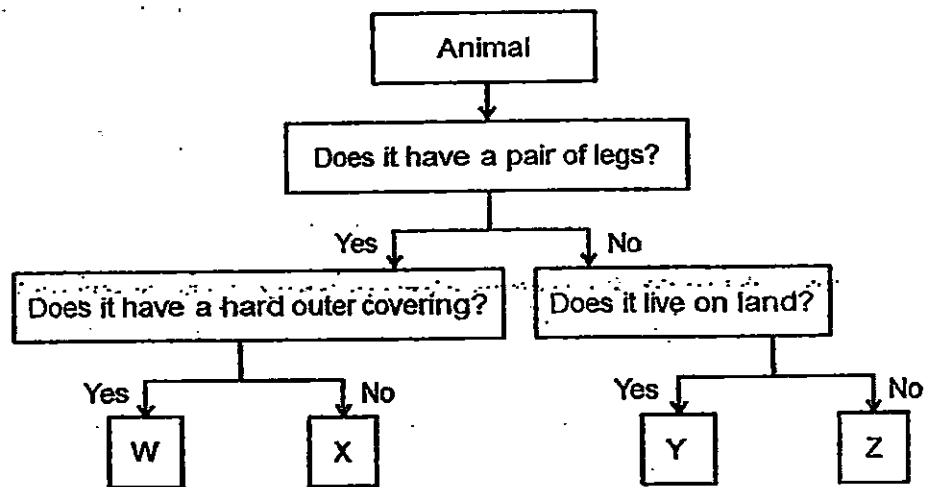 Animal
Does it have a pair of legs?
Yes
No
Does it have a hard outer covering?
Does it live on land?
Yes
No
Yes
No
W
X
Y
Z